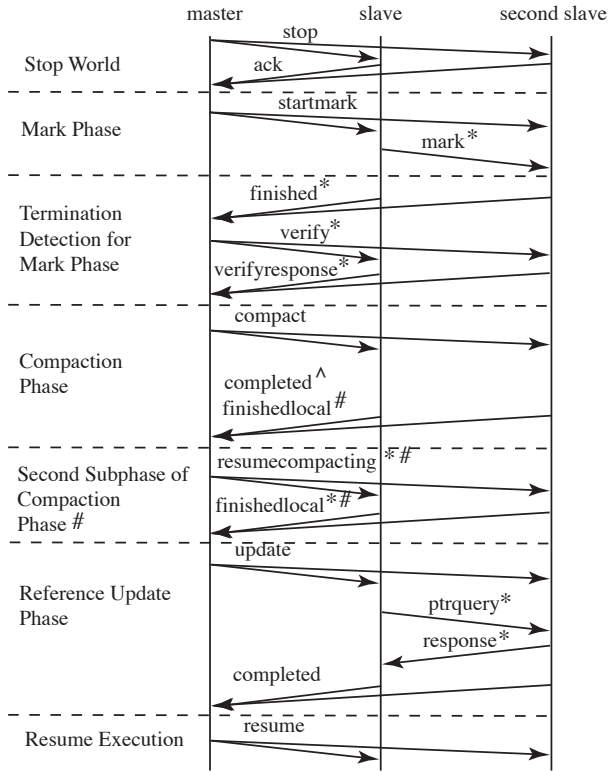 master slave second slave
stop
Stop World
ack
startmark
Mark Phase
mark*
finished*
Termination
Detection for
Mark Phase
verify*
verifyresponse*
compact
Compaction
Phase
completed^
finishedlocal#
resumecompacting*#
Second Subphase of
Compaction
Phase #
finishedlocal*#
update
Reference Update
Phase
ptrquery*
response*
completed
resume
Resume Execution